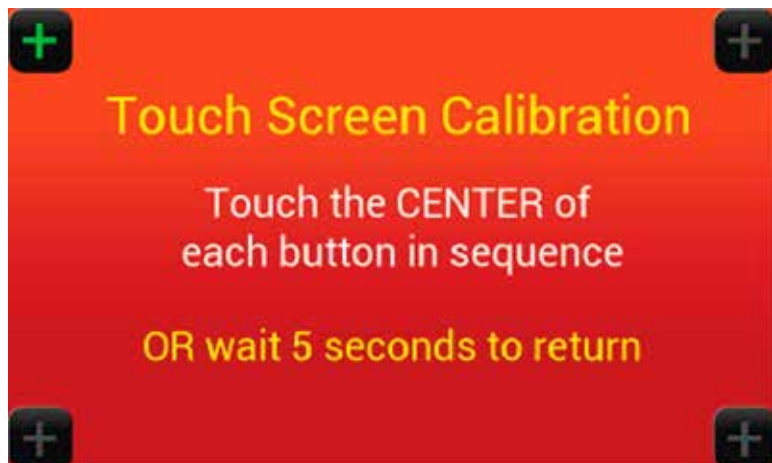 Touch Screen Calibration
Touch the CENTER of
each button in sequence
OR wait 5 seconds to return